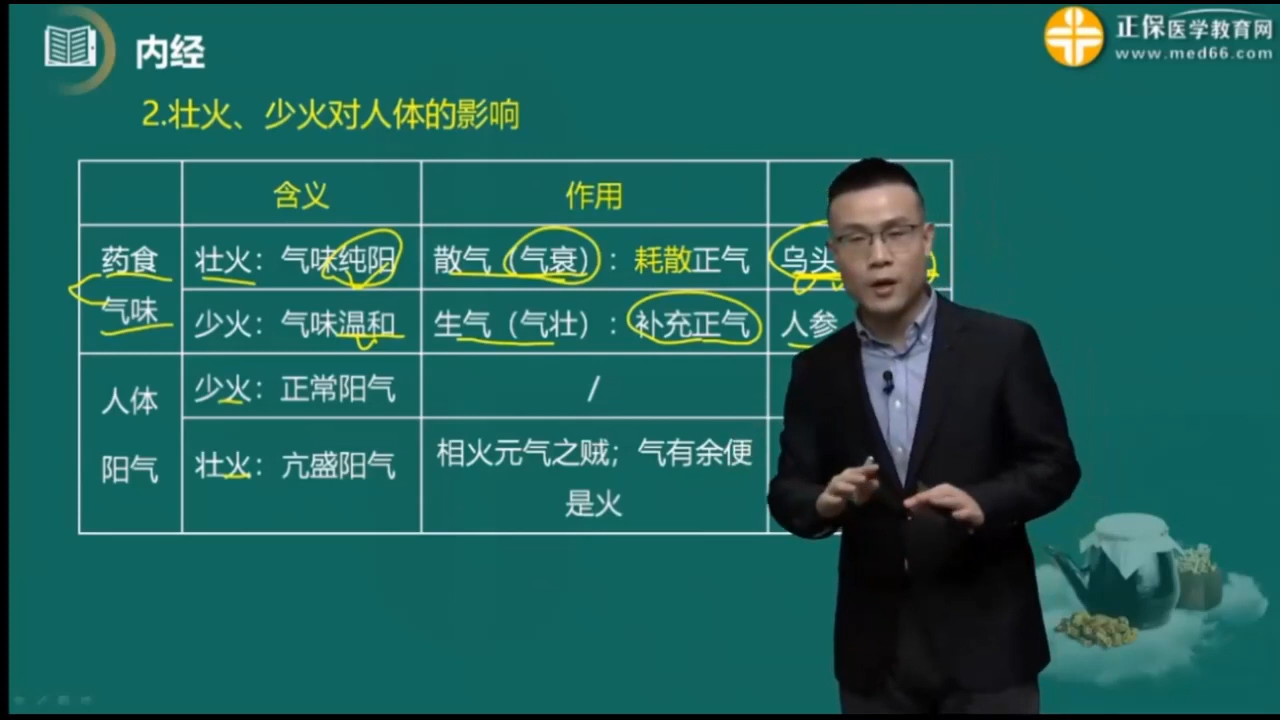 内经
正保医学教育网
www.med66.com
2.壮火、少火对人体的影响
含义
作用
药食
气味
壮火：气味纯阳
散气（气衰）：耗散正气
乌头
少火：气味温和
生气（气壮）：补充正气
人参
人体
阳气
少火：正常阳气
/
壮火：亢盛阳气
相火元气之贼；气有余便
是火